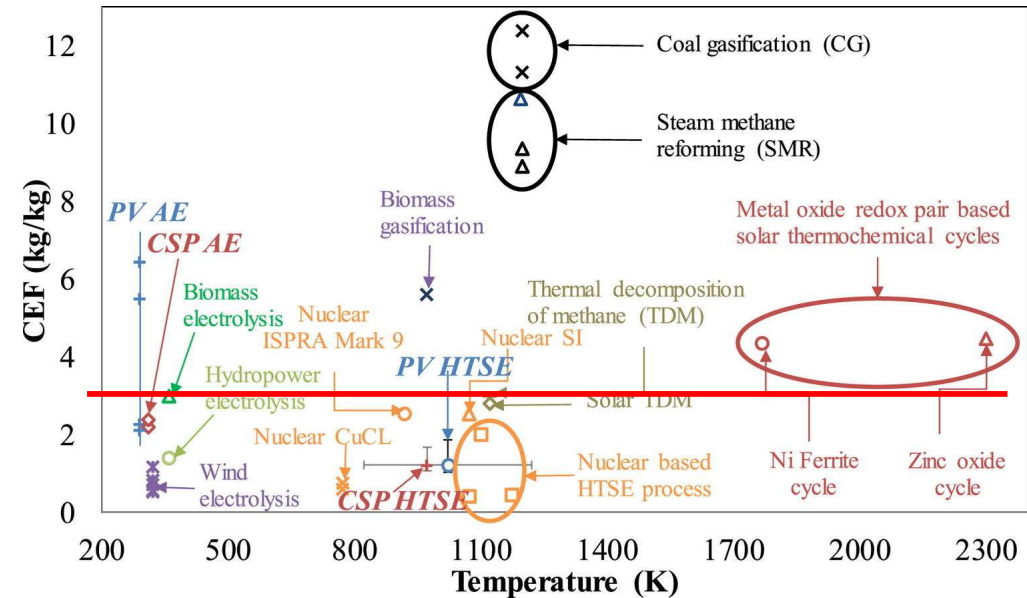 12
Coal gasification (CG)
10
Steam methane
reforming (SMR)
CEF (kg/kg)
8
PV AE
Biomass
gasification
Metal oxide redox pair based
solar thermochemical cycles
CSP AE
6
Biomass
electrolysis
Nuclear
ISPRA Mark 9
Thermal decomposition
of methane (TDM)
Nuclear SI
4
Hydropower
electrolysis
PV HTSE
Solar TDM
2
Nuclear CuCL
Wind
electrolysis
CSP HTSE
Nuclear based
HTSE process
Ni Ferrite
cycle
Zinc oxide
cycle
0
200 500 800 1100 1400 1700 2000 2300
Temperature (K)